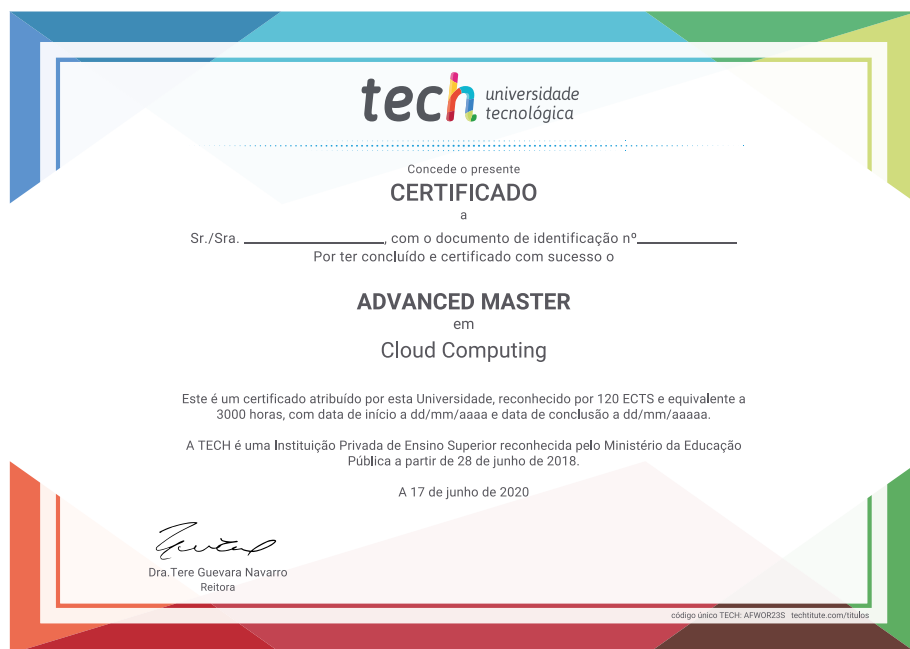 tech universidade
tecnológica
Concede o presente
CERTIFICADO
a
Sr./Sra. ________________, com o documento de identificação nº____________
Por ter concluído e certificado com sucesso o
ADVANCED MASTER
em
Cloud Computing
Este é um certificado atribuído por esta Universidade, reconhecido por 120 ECTS e equivalente a
3000 horas, com data de início a dd/mm/aaaa e data de conclusão a dd/mm/aaaaa.
A TECH é uma Instituição Privada de Ensino Superior reconhecida pelo Ministério da Educação
Pública a partir de 28 de junho de 2018.
A 17 de junho de 2020
Dra.Tere Guevara Navarro
Reitora
código único TECH: AFWOR23S techtitute.com/titulos